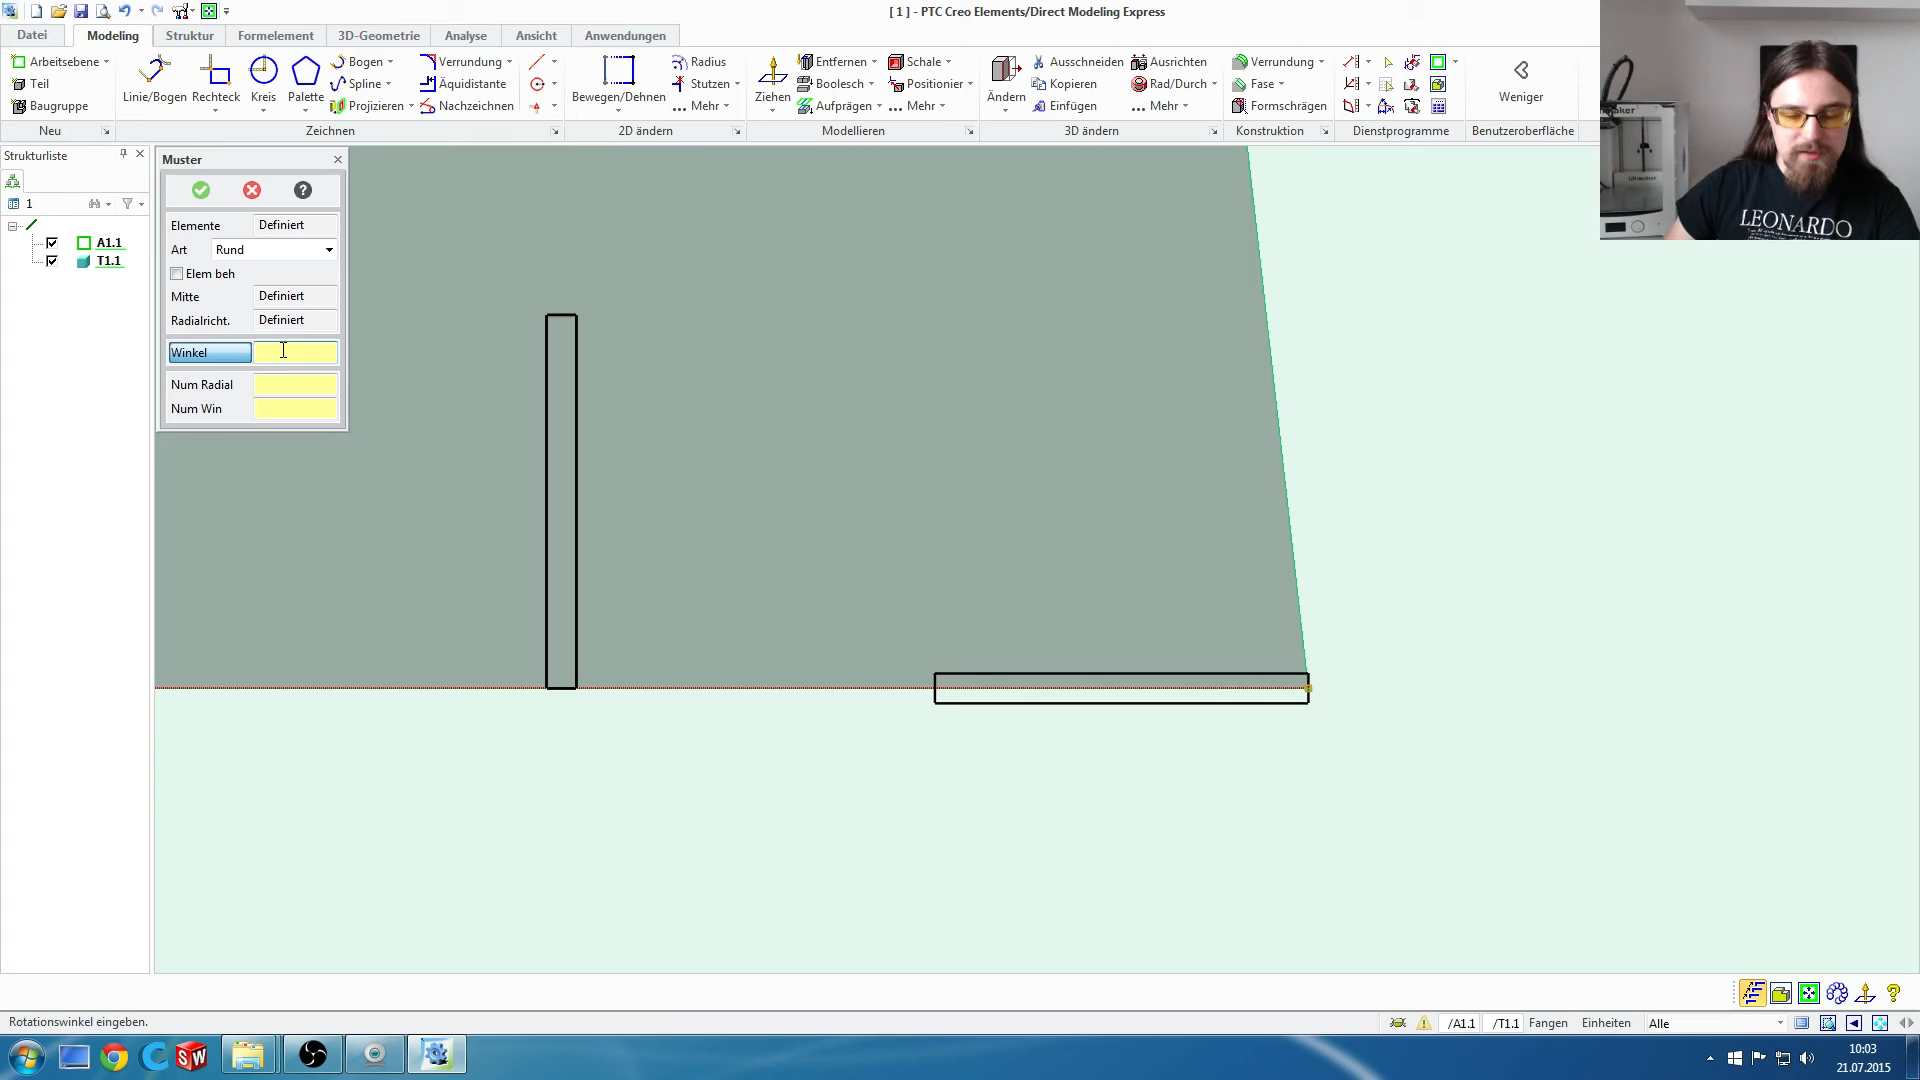 [ 1 ] - PTC Creo Elements/Direct Modeling Express
Datei
Modeling
Struktur
Formelement
3D-Geometrie
Analyse
Ansicht
Anwendungen
Arbeitsebene
Teil
Baugruppe
Linie/Bogen
Rechteck
Kreis
Palette
Bogen
Spline
Projizieren
Verrundung
Äquidistante
Nachzeichnen
Bewegen/Dehnen
Radius
Stutzen
Mehr
Ziehen
Entfernen
Boolesch
Aufprägen
Schale
Positionier
Mehr
Ändern
Ausschneiden
Kopieren
Einfügen
Ausrichten
Rad/Durch
Mehr
Verrundung
Fase
Formschrägen
Weniger
Neu
Zeichnen
2D ändern
Modellieren
3D ändern
Konstruktion
Dienstprogramme
Benutzeroberfläche
Strukturliste
1
A1.1
T1.1
Muster
Elemente Definiert
Art Rund
Elem beh
Mitte Definiert
Radialricht. Definiert
Winkel
Num Radial
Num Win
LEONARDO
Rotationswinkel eingeben.
/A1.1
/T1.1
Fangen
Einheiten
Alle
SW
10:03
21.07.2015